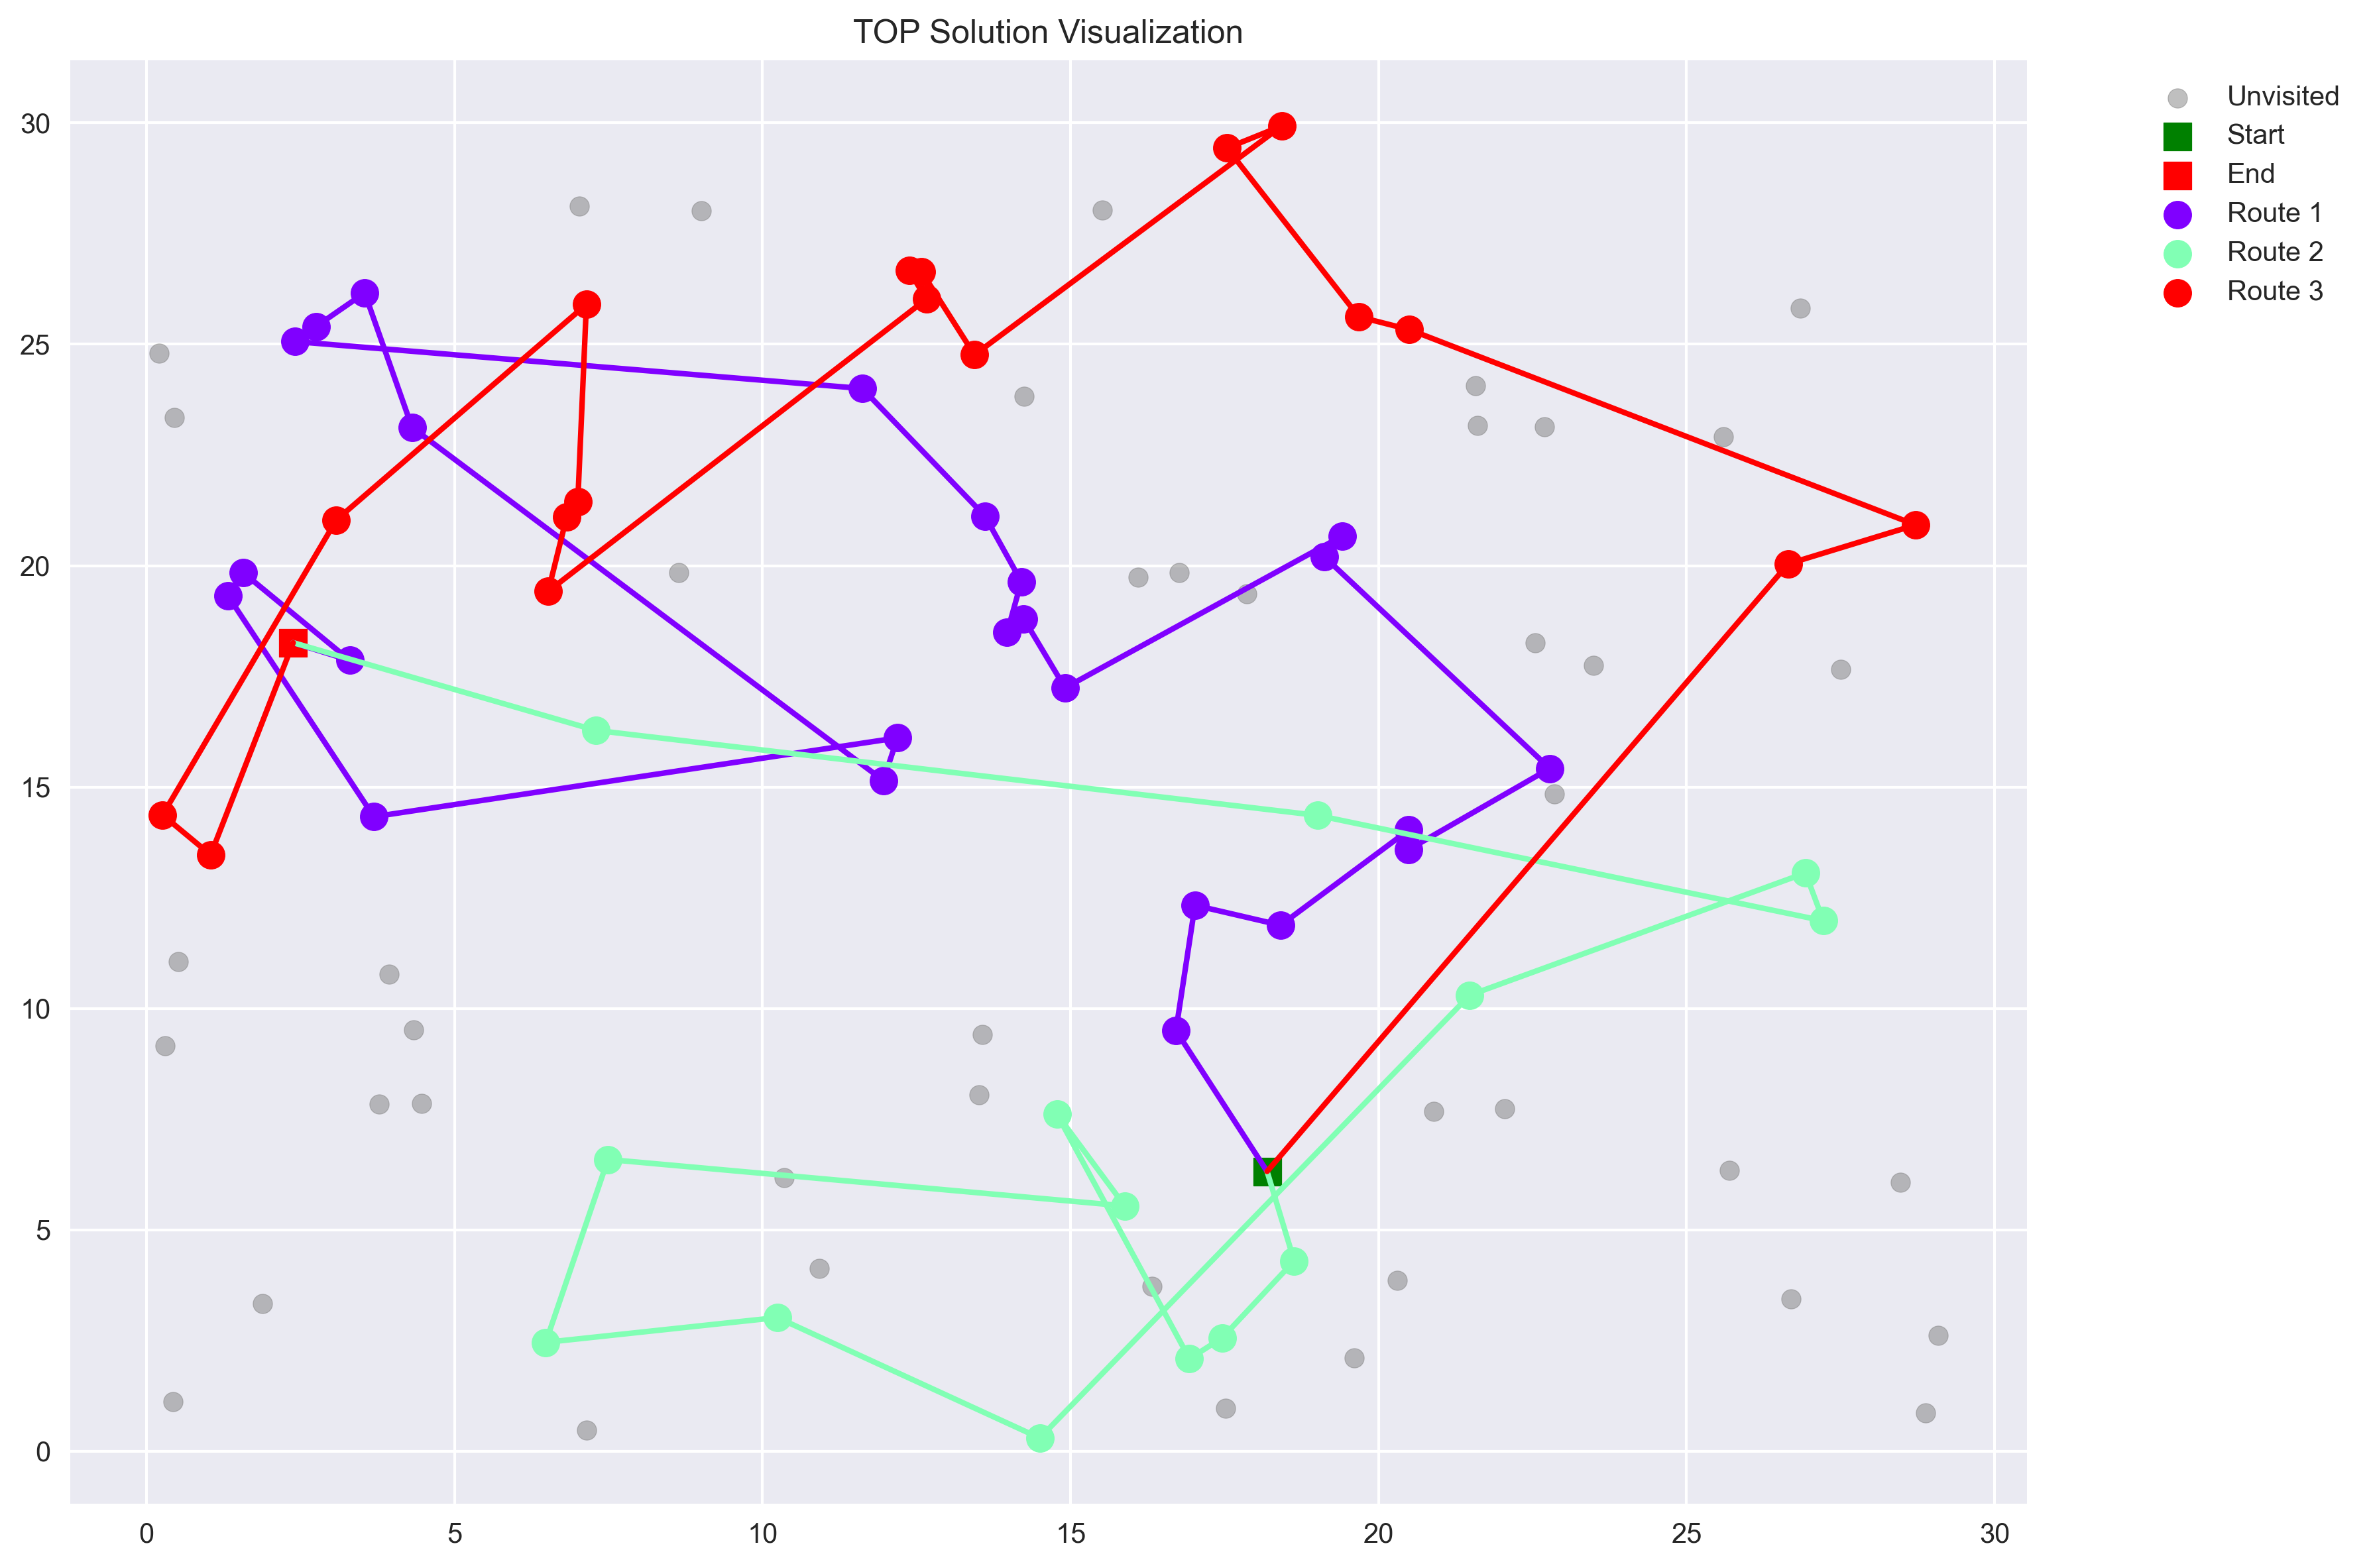 TOP Solution Visualization
30
25
20
15
10
5
0
0 5 10 15 20 25 30
Unvisited
Start
End
Route 1
Route 2
Route 3